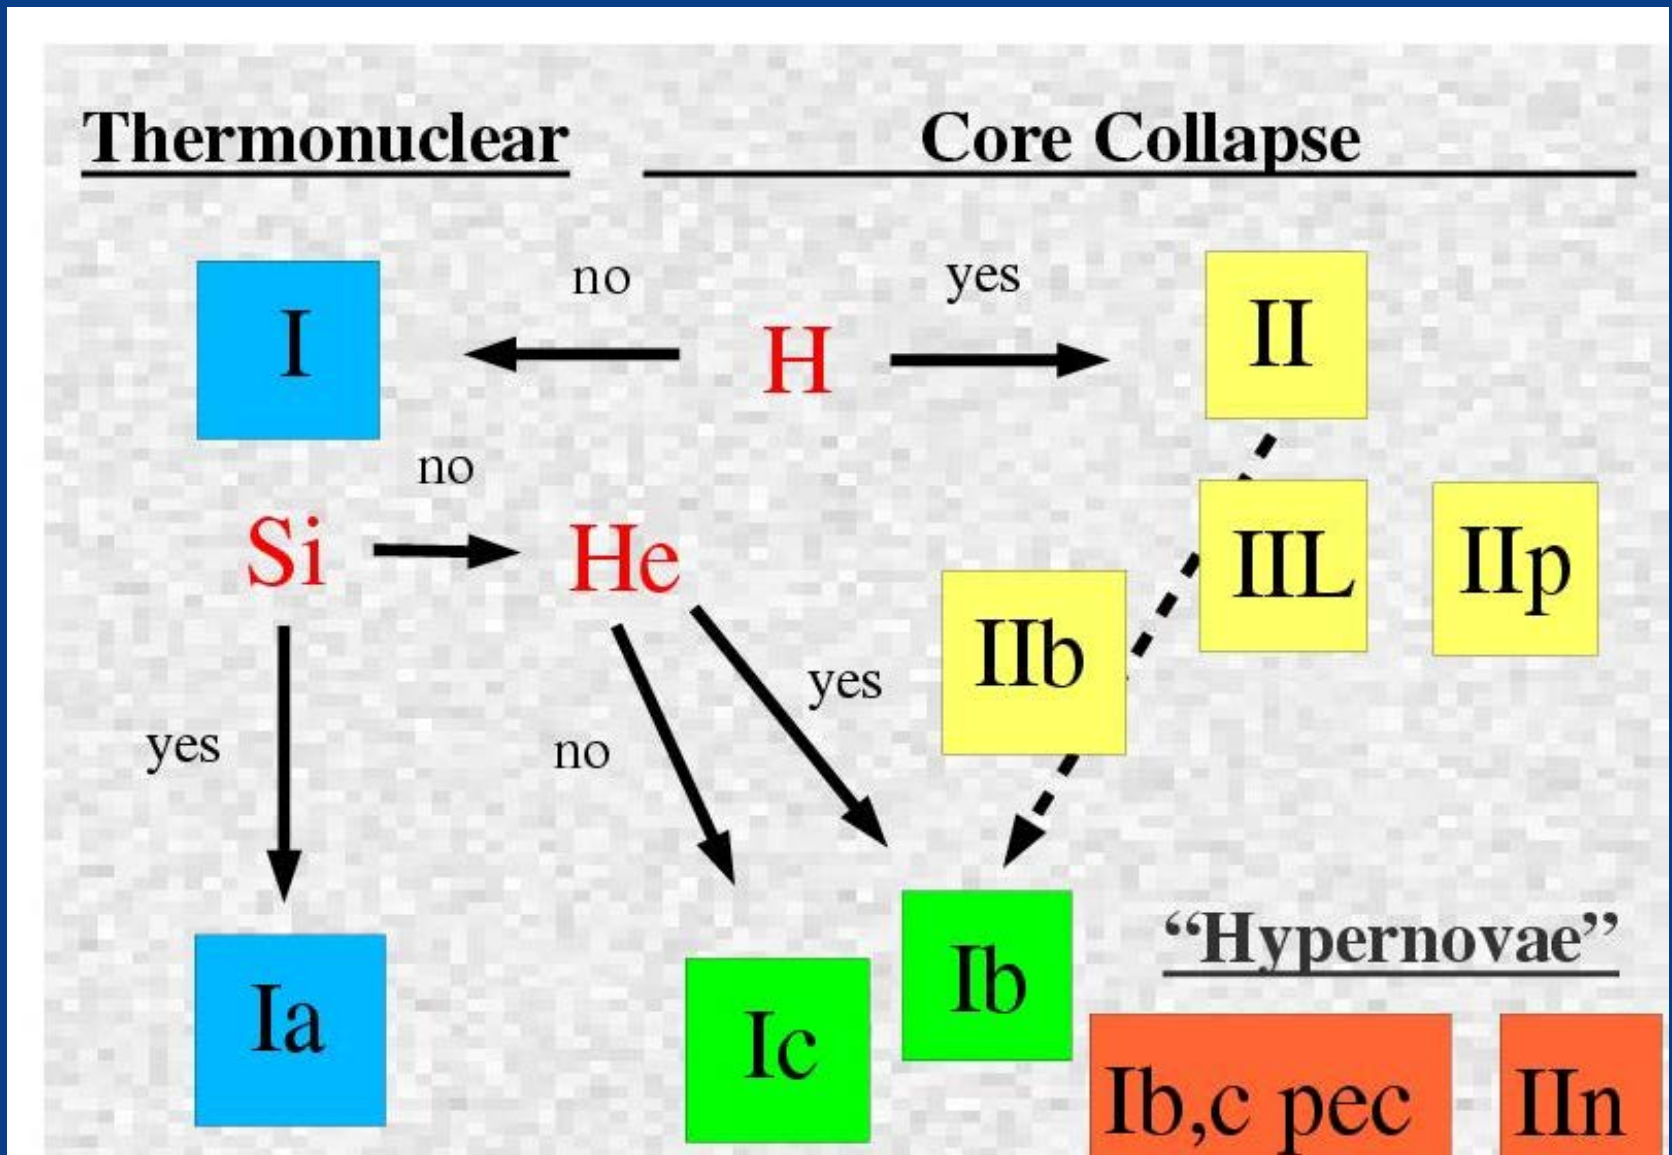 Thermonuclear
Core Collapse
no
yes
I
H
II
no
Si
He
IIL
IIp
IIb
yes
no
yes
Ia
Ic
Ib
“Hypernovae”
Ib,c pec
IIn